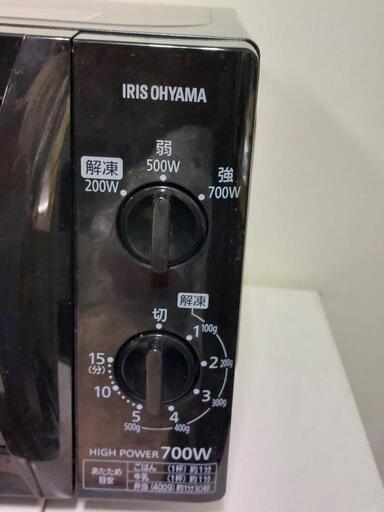 IRIS OHYAMA
弱
解凍 500W 強
200W 700W
解凍
切
1 100g
15 2 200g
(分)
10 3 300g
5 4 400g
500g
HIGH POWER 700W
あたため ごはん (1杯) 約1分
目安 牛乳 (1杯) 約1分
弁当 (400g) 約1分30秒